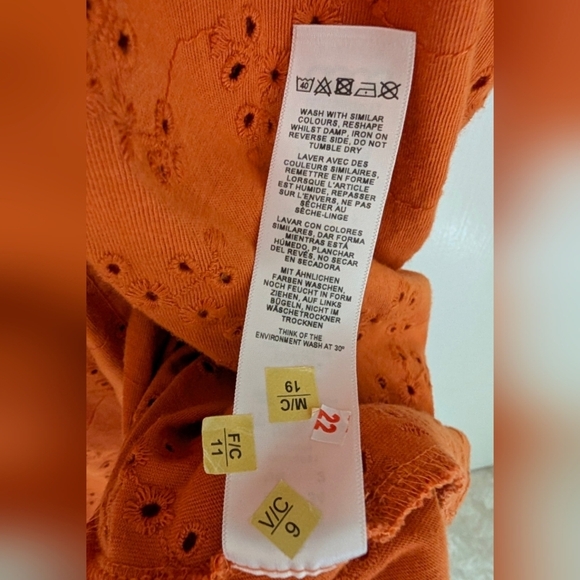 40
WASH WITH SIMILAR
COLOURS, RESHAPE
WHILST DAMP, IRON ON
REVERSE SIDE, DO NOT
TUMBLE DRY
LAVER AVEC DES
COULEURS SIMILAIRES,
REMETTRE EN FORME
LORSQUE L'ARTICLE
EST HUMIDE, REPASSER
SUR L'ENVERS, NE PAS
SÈCHER AU
SÈCHE-LINGE
LAVAR CON COLORES
SIMILARES, DAR FORMA
MIENTRAS ESTÁ
HÚMEDO, PLANCHAR
DEL REVÉS, NO SECAR
EN SECADORA
MIT ÄHNLICHEN
FARBEN WASCHEN,
NOCH FEUCHT IN FORM
ZIEHEN, AUF LINKS
BÜGELN, NICHT IM
WÄSCHETROCKNER
TROCKNEN
THINK OF THE
ENVIRONMENT WASH AT 30°
M/C
19
22
F/C
11
V/C
9